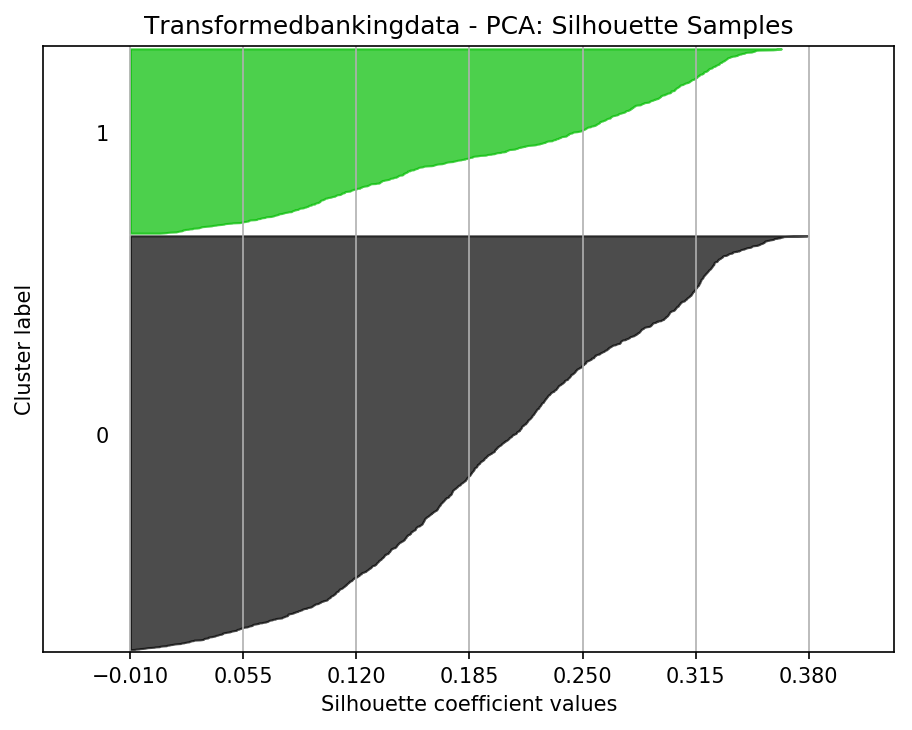 Transformedbankingdata - PCA: Silhouette Samples
1
0
Cluster label
−0.010 0.055 0.120 0.185 0.250 0.315 0.380
Silhouette coefficient values